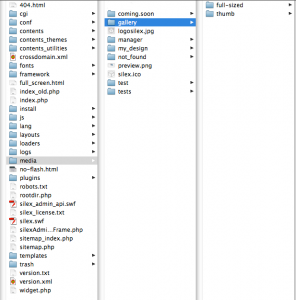 404.html
cgi
conf
contents
contents_themes
contents_utilities
crossdomain.xml
fonts
framework
full_screen.html
index_old.php
index.php
install
js
lang
layouts
loaders
logs
media
no-flash.html
plugins
robots.txt
rootdir.php
silex_admin_api.swf
silex_license.txt
silex.swf
silexAdmi...Frame.php
sitemap_index.php
sitemap.php
templates
trash
version.txt
version.xml
widget.php
coming.soon
gallery
logosilex.jpg
manager
my_design
not_found
preview.png
silex.ico
test
tests
full-sized
thumb